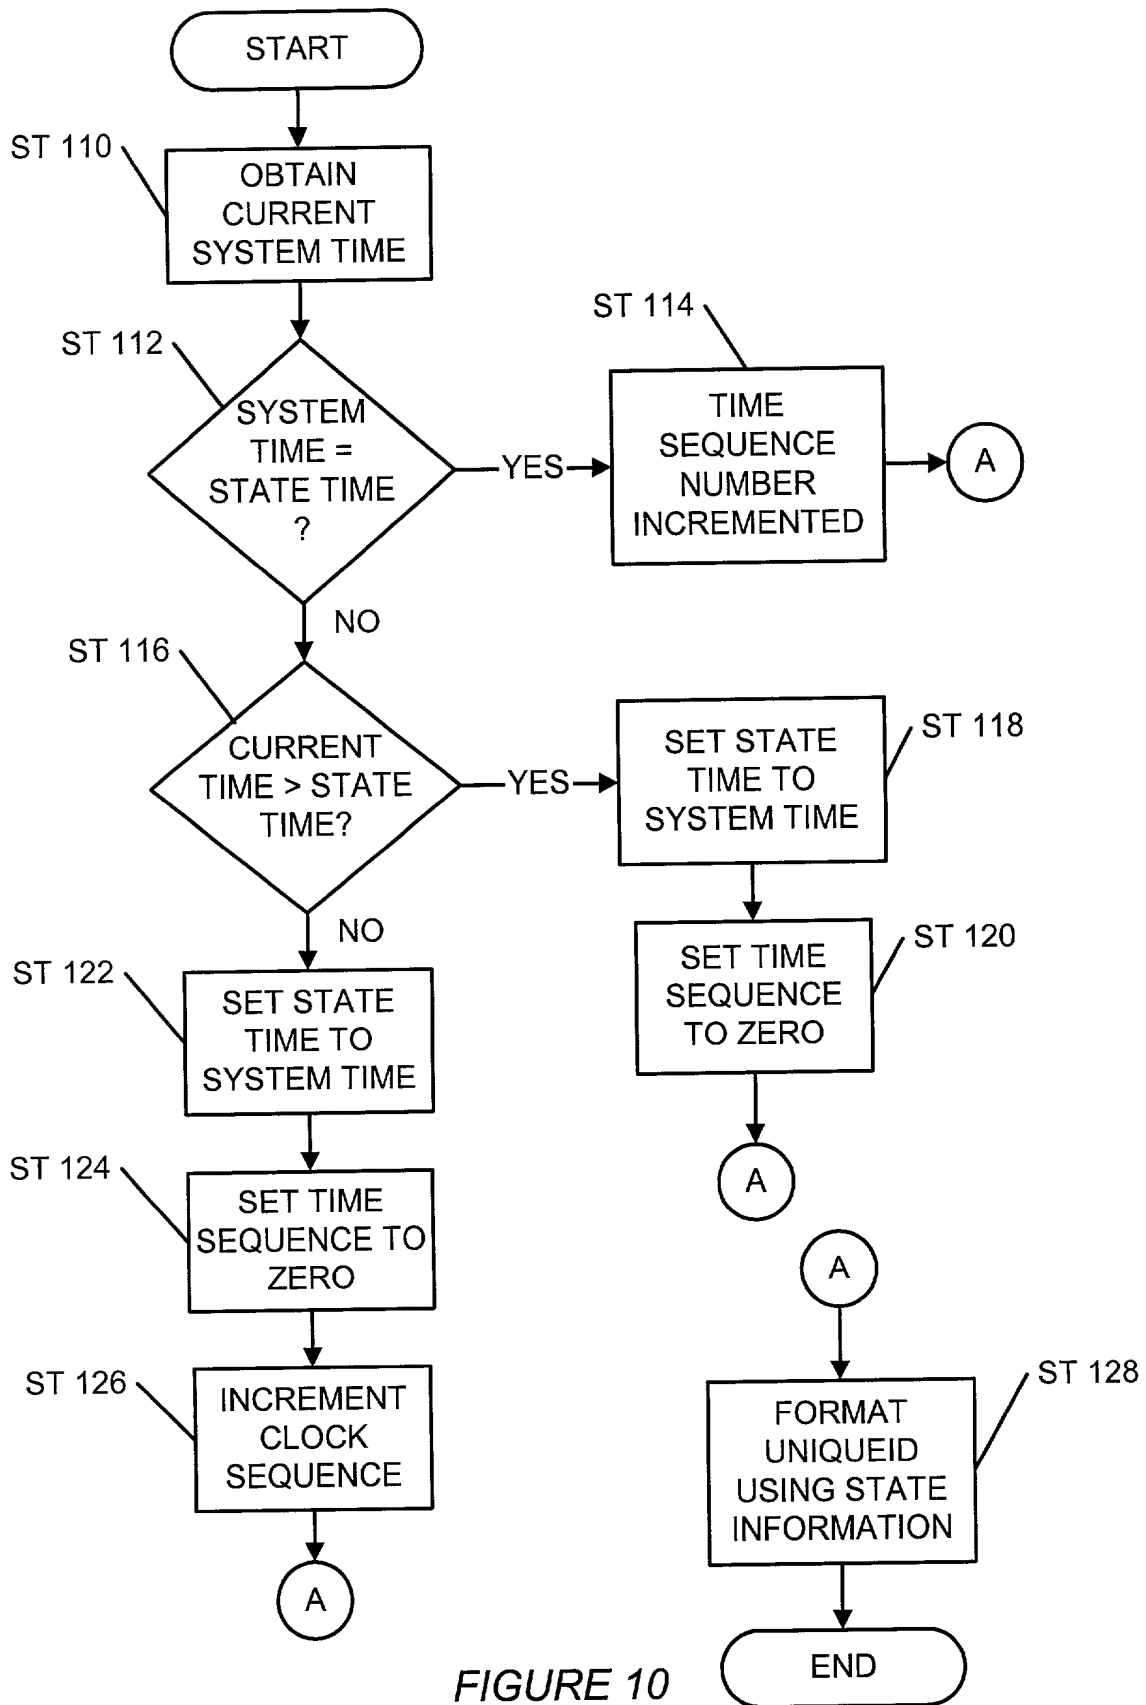 START
ST 110
OBTAIN
CURRENT
SYSTEM TIME
ST 112
SYSTEM
TIME =
STATE TIME
?
YES
ST 114
TIME
SEQUENCE
NUMBER
INCREMENTED
A
NO
ST 116
CURRENT
TIME > STATE
TIME?
YES
SET STATE
TIME TO
SYSTEM TIME
ST 118
SET TIME
SEQUENCE
TO ZERO
ST 120
A
NO
ST 122
SET STATE
TIME TO
SYSTEM TIME
ST 124
SET TIME
SEQUENCE TO
ZERO
ST 126
INCREMENT
CLOCK
SEQUENCE
A
A
FORMAT
UNIQUEID
USING STATE
INFORMATION
ST 128
END
FIGURE 10